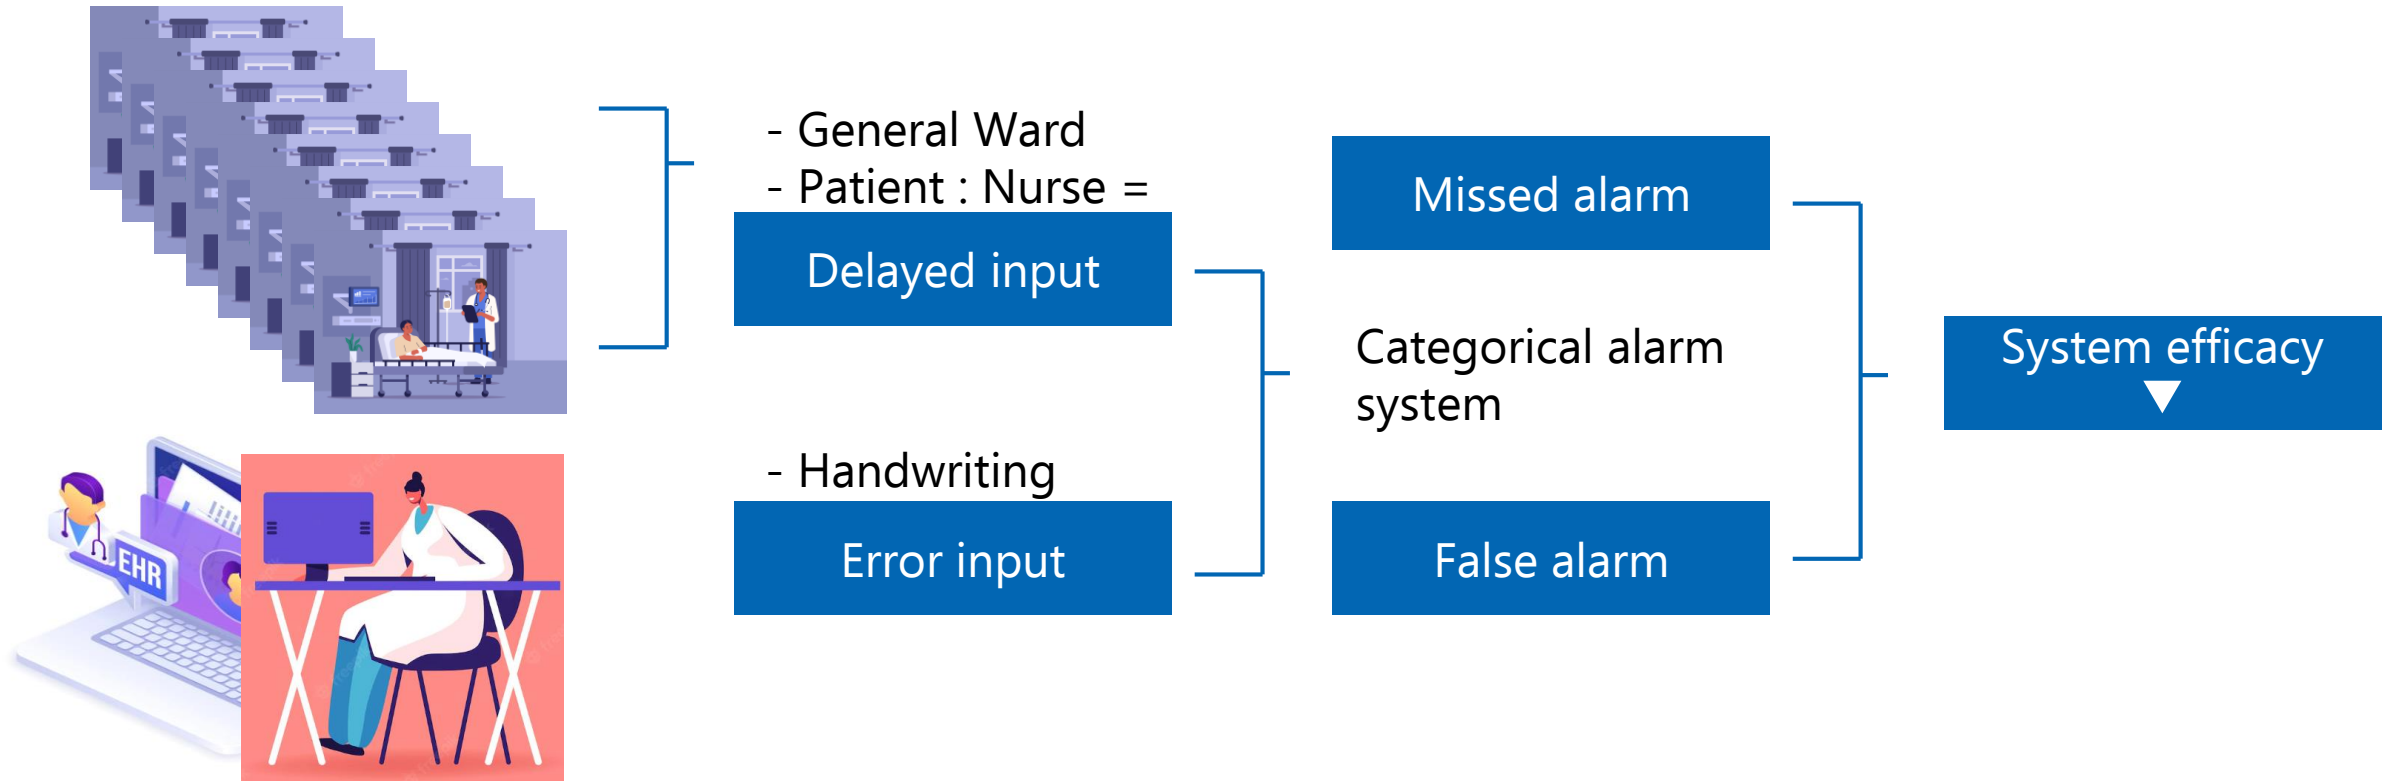 - General Ward
- Patient : Nurse =
Delayed input
- Handwriting
Error input
EHR
Missed alarm
Categorical alarm
system
False alarm
System efficacy
▼